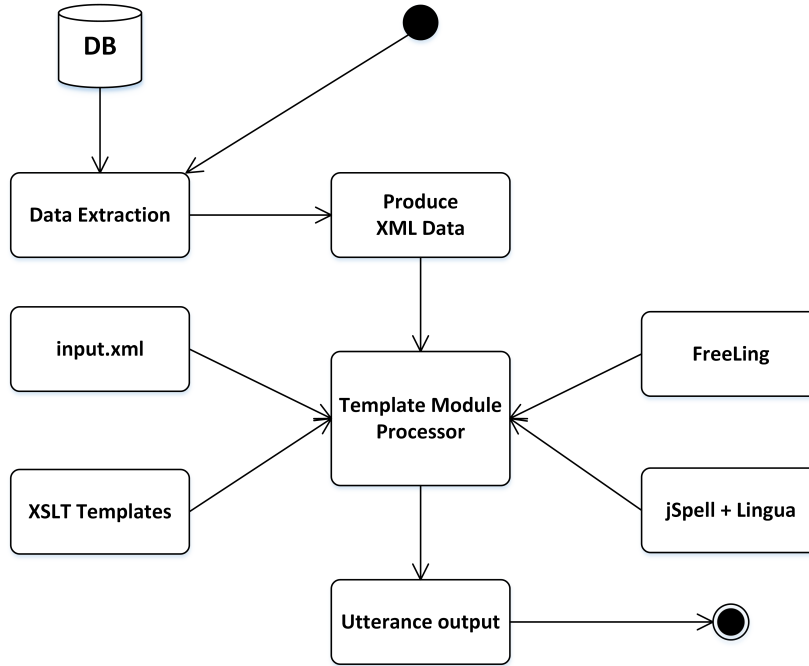 DB
Data Extraction
Produce
XML Data
input.xml
FreeLing
Template Module
Processor
XSLT Templates
jSpell + Lingua
Utterance output